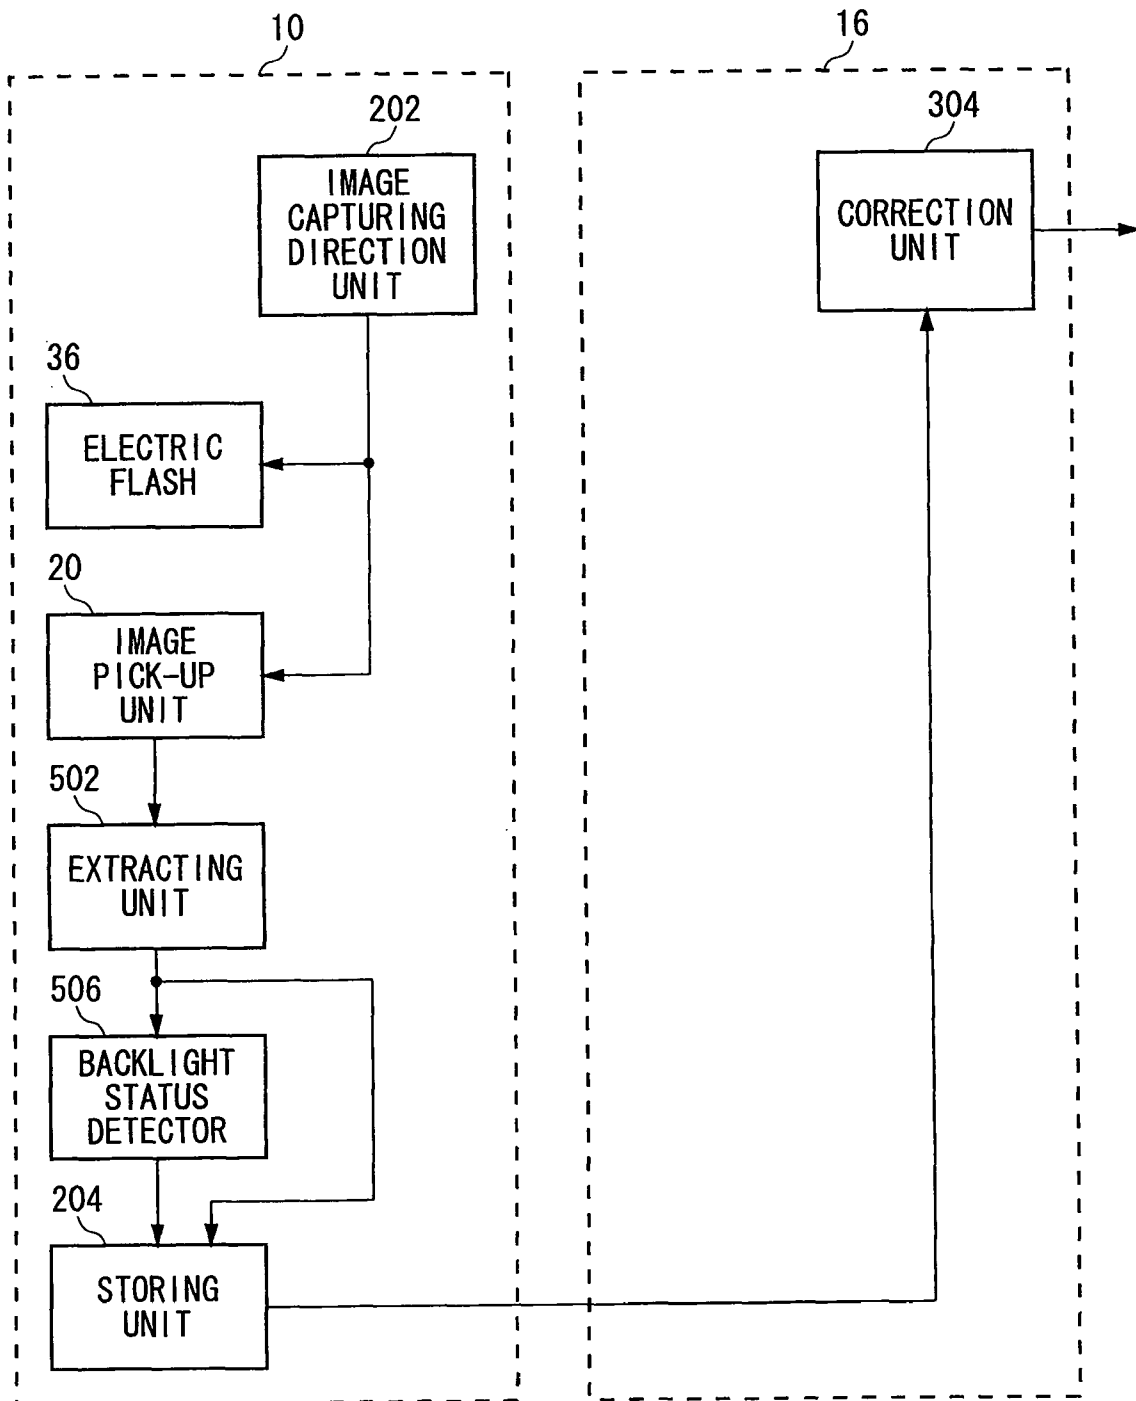 10
16
202
304
IMAGE
CAPTURING
DIRECTION
UNIT
CORRECTION
UNIT
36
ELECTRIC
FLASH
20
IMAGE
PICK-UP
UNIT
502
EXTRACTING
UNIT
506
BACKLIGHT
STATUS
DETECTOR
204
STORING
UNIT